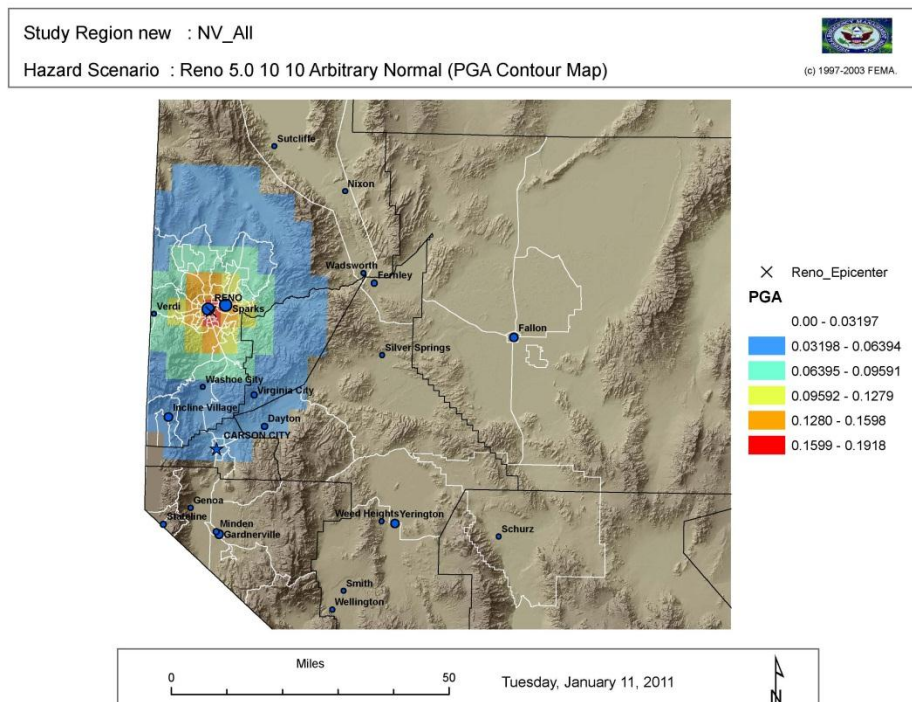 Study Region new : NV_All
Hazard Scenario : Reno 5.0 10 10 Arbitrary Normal (PGA Contour Map)
(c) 1997-2003 FEMA.
Sutcliffe
Nixon
Wadsworth
Fernley
RENO
Sparks
Verdi
Fallon
Silver Springs
Washoe City
Virginia City
Incline Village
Dayton
CARSON CITY
Genoa
Stateline
Minden
Gardnerville
Weed Heights
Yerington
Schurz
Smith
Wellington
Reno_Epicenter
PGA
0.00 - 0.03197
0.03198 - 0.06394
0.06395 - 0.09591
0.09592 - 0.1279
0.1280 - 0.1598
0.1599 - 0.1918
Miles
0 50
Tuesday, January 11, 2011
N